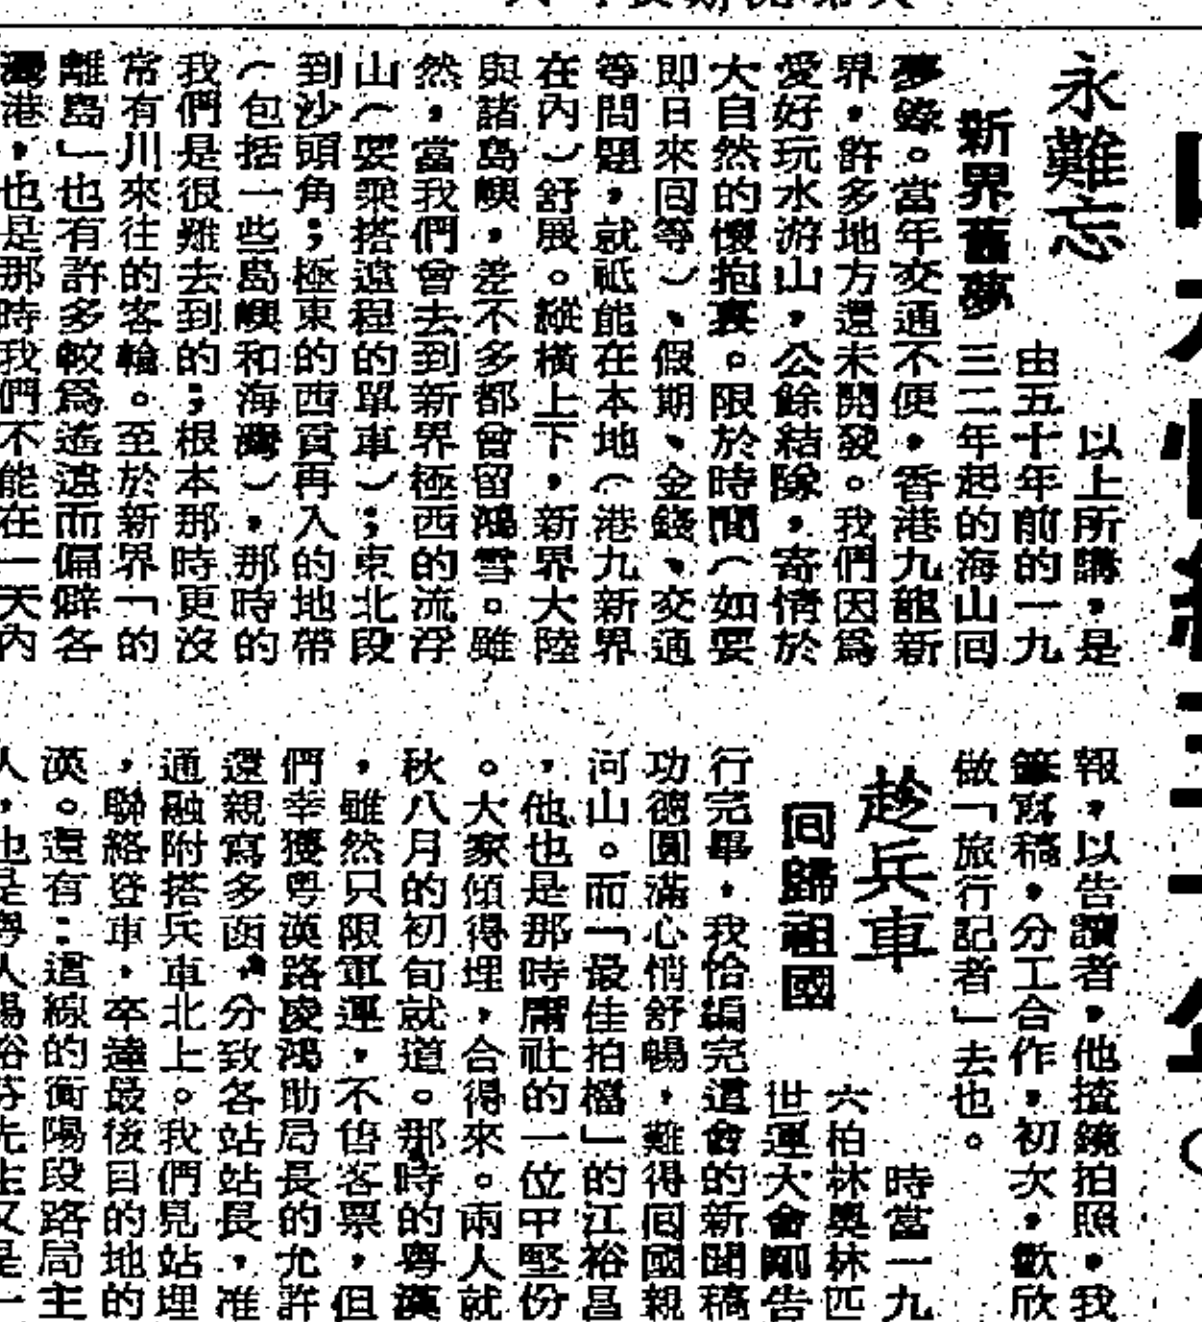 永難忘
新界舊夢
以上所講，是
由五十年前的一九
三二年起的海山回
夢錄。當年交通不便，香港九龍新
界，許多地方還未開發。我們因為
愛好玩水游山，公餘結隊，寄情於
大自然的懷抱裏。限於時間（如要
即日來回等）、假期、金錢、交通
等問題，就祗能在本地（港九新界
在內）舒展。縱橫上下，新界大陸
與諸島嶼，差不多都曾留鴻雪。雖
然，當我們曾去到新界極西的流浮
山（要乘搭遠程的單車）；東北段
到沙頭角；極東的西貢再入的地帶
（包括一些島嶼和海灣），那時的
我們是很難去到的；根本那時更沒
常有川來往的客輪。至於新界「的
離島」也有許多較為遙遠而偏僻各
灣港，也是那時我們不能在一天內
報，以告讀者，他揸鏡拍照，我
筆寫稿，分工合作，初次，歡欣
做「旅行記者」去也。
趁兵車
回歸祖國
時當一九
六柏林奧林匹
世運大會剛告
行完畢，我恰編完這會的新聞稿
功德圓滿心情舒暢，難得回國親
河山。而「最佳拍檔」的江裕昌
，他也是那時庸社的一位中堅份
。大家傾得埋，合得來。兩人就
秋八月的初旬就道。那時的粵漢
，雖然只限軍運，不售客票，但
們幸獲粵漢路凌鴻助局長的允許
還親寫多函，分致各站站長，准
通融附搭兵車北上。我們見站埋
，聯絡登車，卒達最後目的地的
漢。還有：這線的衡陽段路局主
人，也是粵人楊裕芬先生又是一